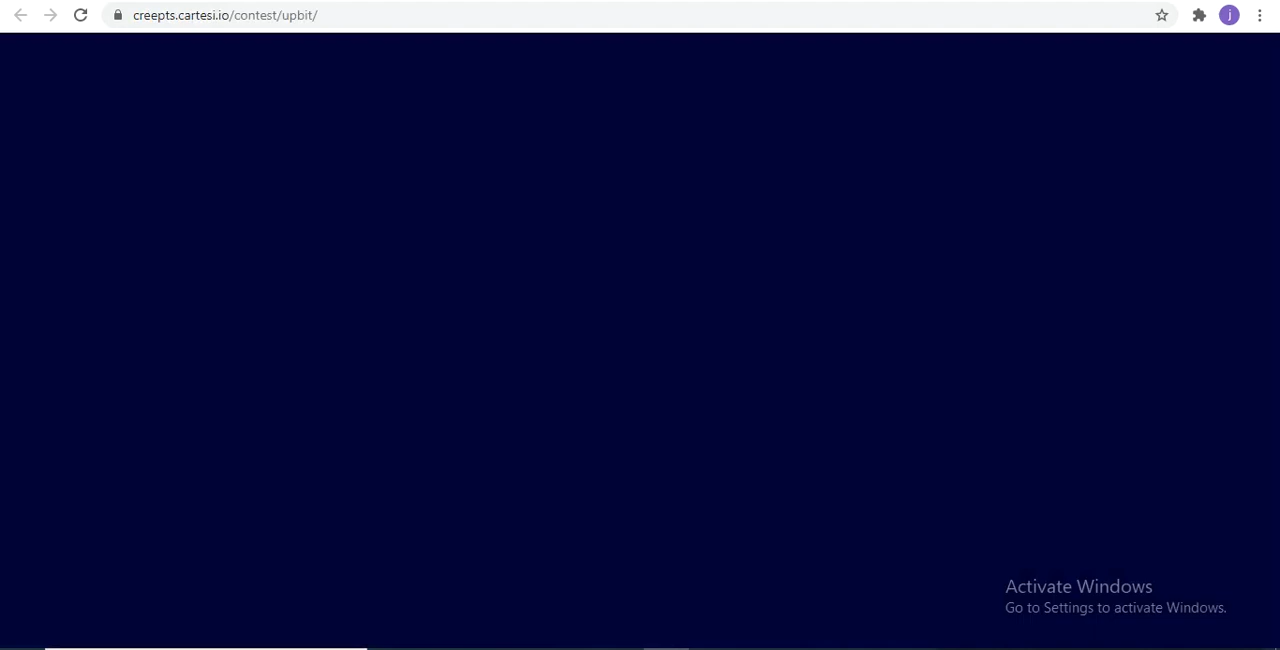 creepts.cartesi.io/contest/upbit/
j
Activate Windows
Go to Settings to activate Windows.